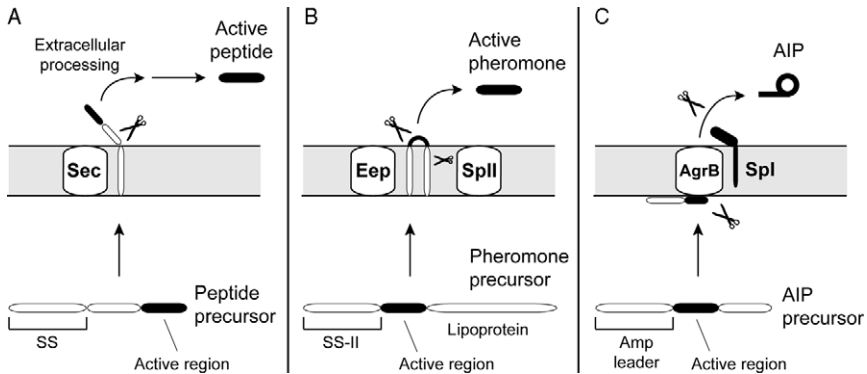 A
Extracellular
processing
Active
peptide
Sec
Peptide
precursor
SS
Active region
B
Active
pheromone
Eep
SpII
Pheromone
precursor
SS-II
Lipoprotein
Active region
C
AIP
AgrB
SpI
AIP
precursor
Amp
leader
Active region